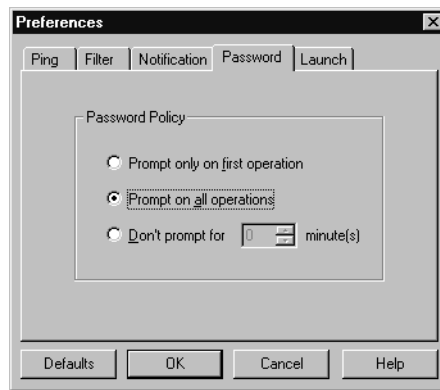 Preferences
Ping Filter Notification Password Launch
Password Policy
Prompt only on first operation
Prompt on all operations
Don't prompt for 0 minute(s)
Defaults OK Cancel Help